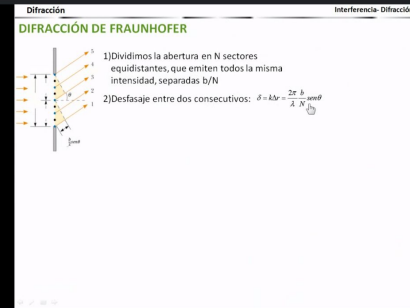 Difracción
Interferencia- Difracció
DIFRACCIÓN DE FRAUNHOFER
1)Dividimos la abertura en N sectores
equidistantes, que emiten todos la misma
intensidad, separadas b/N
2)Desfasaje entre dos consecutivos: δ = kΔr = 2π/λ b/N senθ
5
4
3
2
1
θ